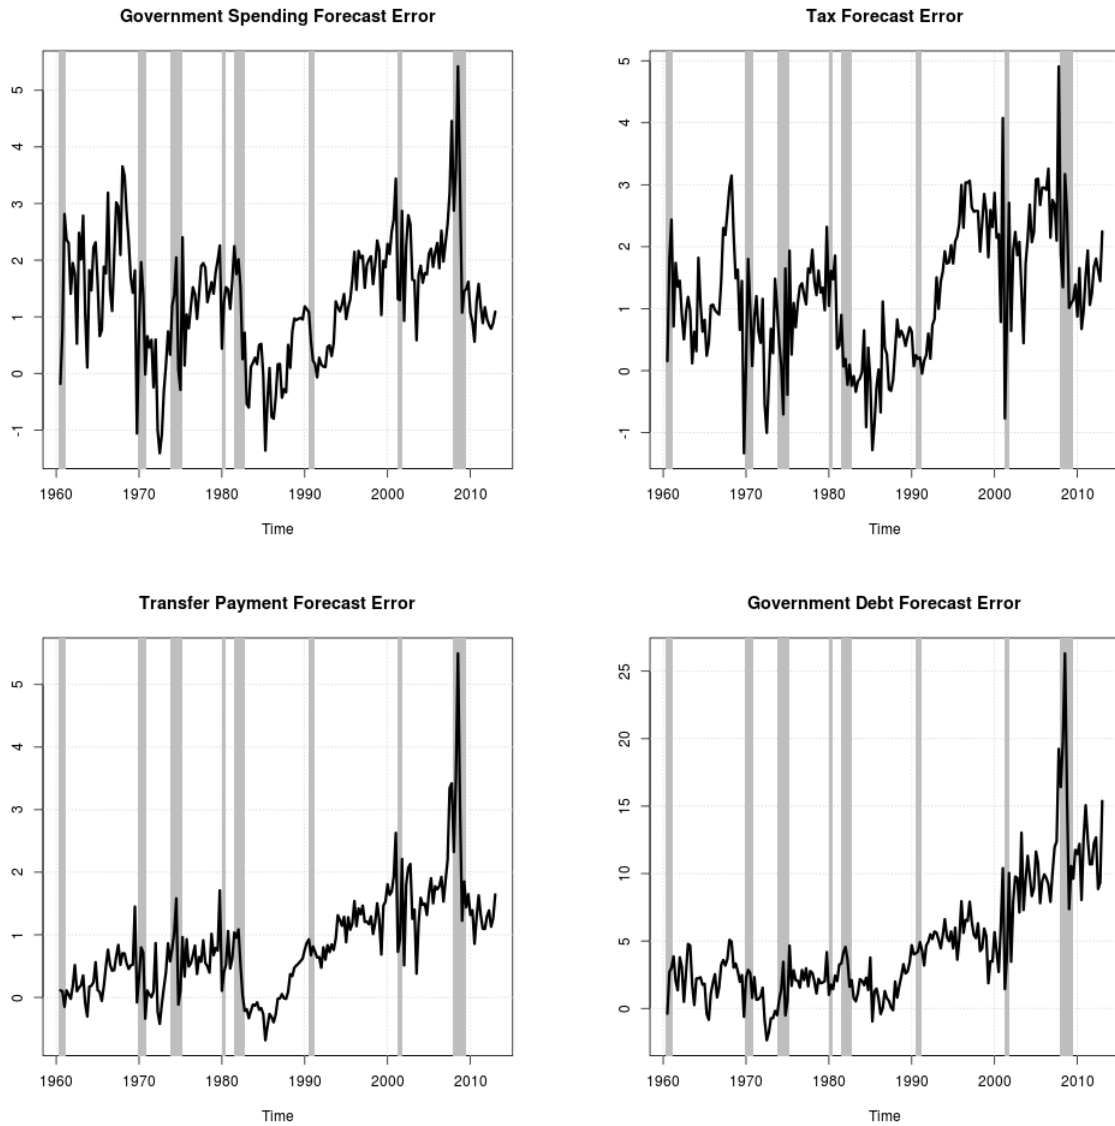 Government Spending Forecast Error
5
4
3
2
1
0
-1
1960 1970 1980 1990 2000 2010
Time
Tax Forecast Error
5
4
3
2
1
0
-1
1960 1970 1980 1990 2000 2010
Time
Transfer Payment Forecast Error
5
4
3
2
1
0
1960 1970 1980 1990 2000 2010
Time
Government Debt Forecast Error
25
20
15
10
5
0
1960 1970 1980 1990 2000 2010
Time